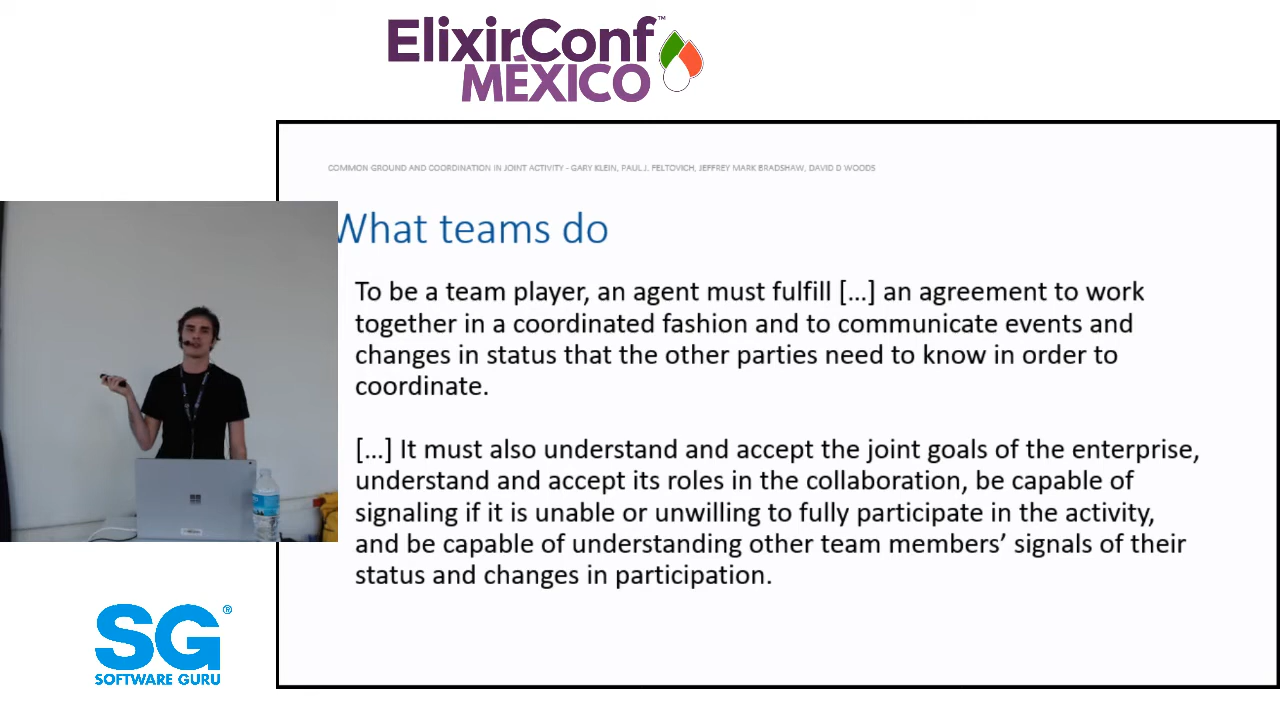 ElixirConf™
MÉXICO
COMMON GROUND AND COORDINATION IN JOINT ACTIVITY - GARY KLEIN, PAUL J. FELTOVICH, JEFFREY MARK BRADSHAW, DAVID D WOODS
What teams do
To be a team player, an agent must fulfill [...] an agreement to work
together in a coordinated fashion and to communicate events and
changes in status that the other parties need to know in order to
coordinate.
[...] It must also understand and accept the joint goals of the enterprise,
understand and accept its roles in the collaboration, be capable of
signaling if it is unable or unwilling to fully participate in the activity,
and be capable of understanding other team members’ signals of their
status and changes in participation.
SG®
SOFTWARE GURU